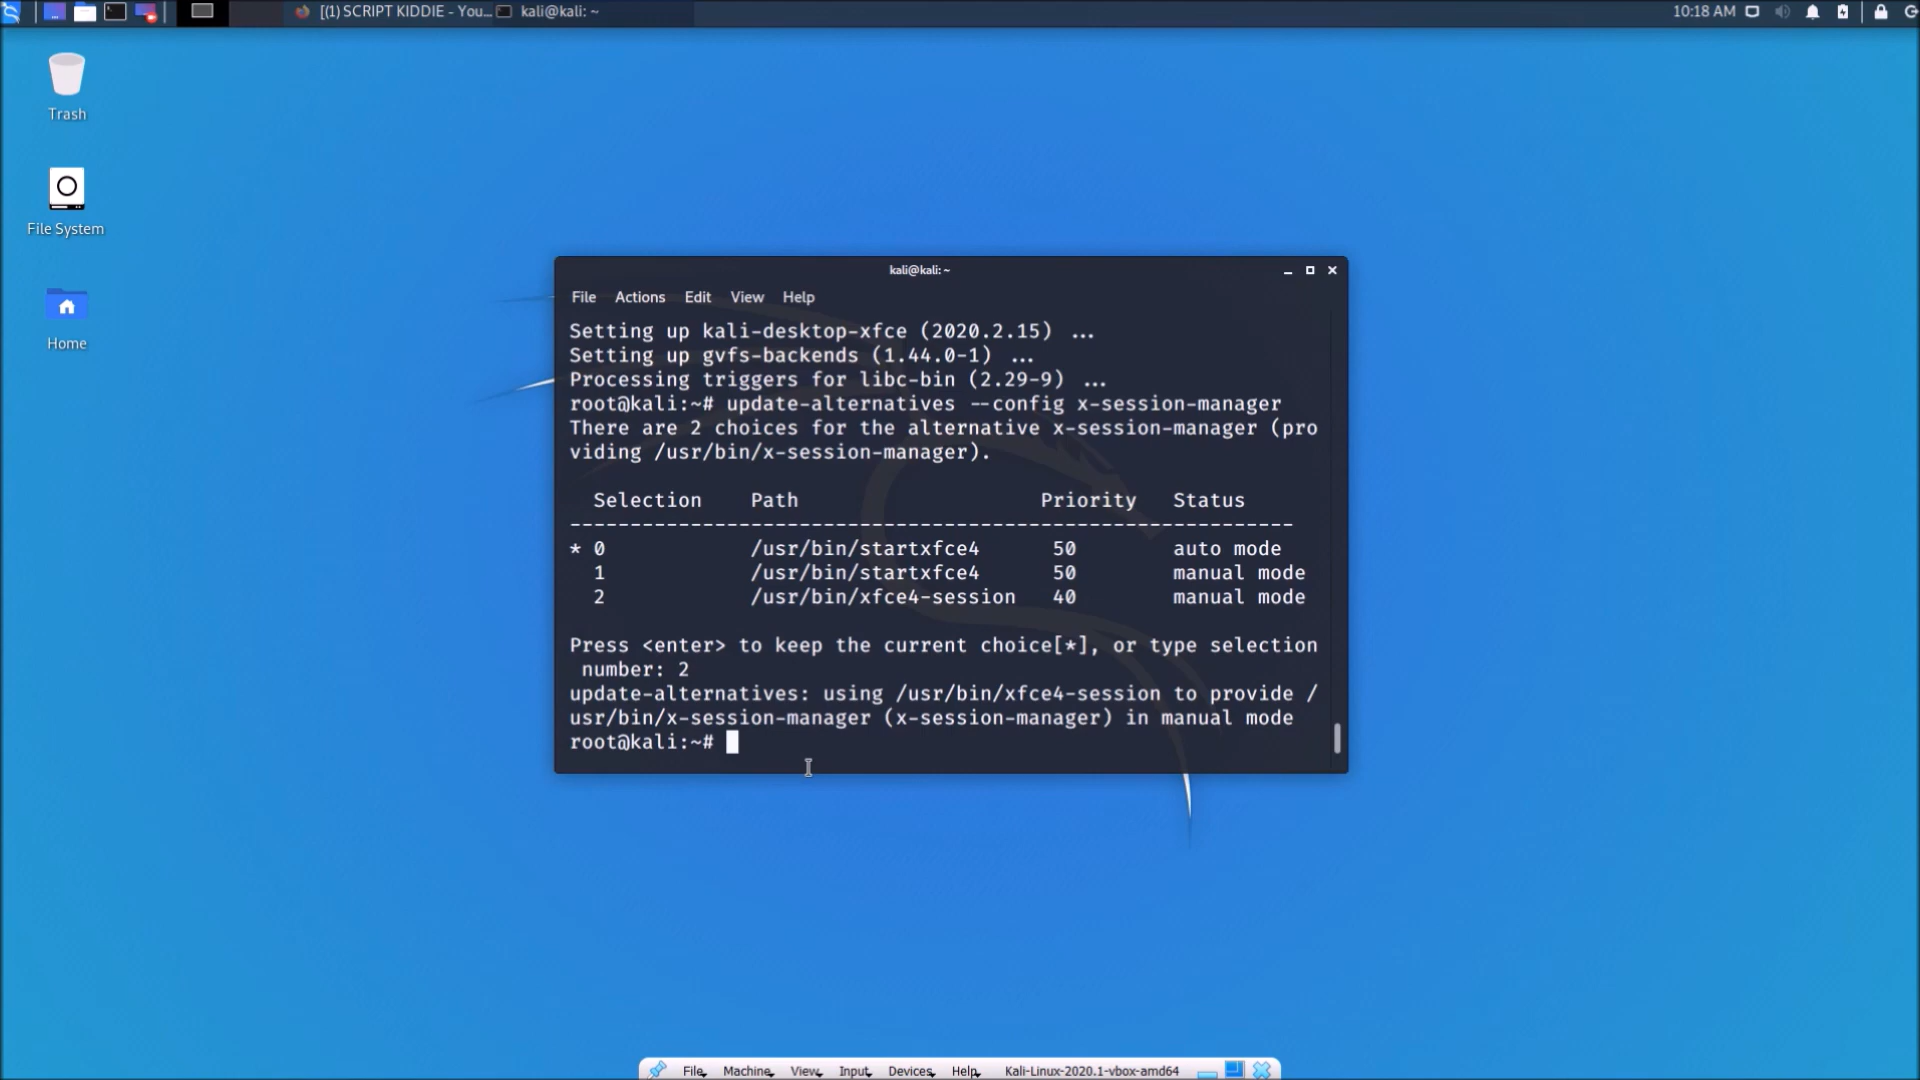 [(1) SCRIPT KIDDIE - You... kali@kali: ~ 10:18 AM
Trash
File System
Home
kali@kali: ~
File Actions Edit View Help
Setting up kali-desktop-xfce (2020.2.15) ...
Setting up gvfs-backends (1.44.0-1) ...
Processing triggers for libc-bin (2.29-9) ...
root@kali:~# update-alternatives --config x-session-manager
There are 2 choices for the alternative x-session-manager (pro
viding /usr/bin/x-session-manager).
Selection Path Priority Status
------------------------------------------------------------
* 0 /usr/bin/startxfce4 50 auto mode
1 /usr/bin/startxfce4 50 manual mode
2 /usr/bin/xfce4-session 40 manual mode
Press <enter> to keep the current choice[*], or type selection
number: 2
update-alternatives: using /usr/bin/xfce4-session to provide /
usr/bin/x-session-manager (x-session-manager) in manual mode
root@kali:~#
File Machine View Input Devices Help Kali-Linux-2020.1-vbox-amd64